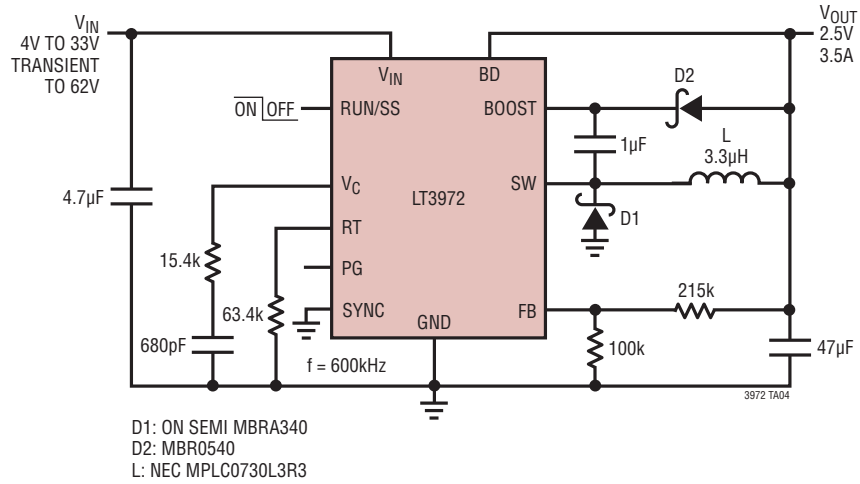 VIN
4V TO 33V
TRANSIENT
TO 62V
VOUT
2.5V
3.5A
VIN
BD
D2
ON OFF
RUN/SS
BOOST
L
3.3µH
1µF
4.7µF
VC
LT3972
SW
D1
RT
15.4k
PG
63.4k
SYNC
FB
215k
GND
680pF
f = 600kHz
100k
47µF
3972 TA04
D1: ON SEMI MBRA340
D2: MBR0540
L: NEC MPLC0730L3R3